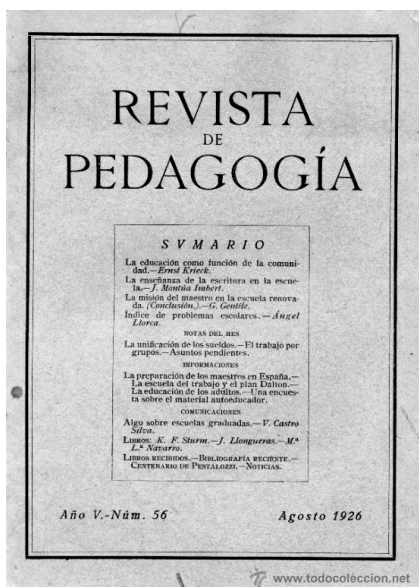 REVISTA
DE
PEDAGOGÍA
SVMARIO
La educación como función de la comuni-
dad.—Ernst Krieck.
La enseñanza de la escritura en la escue-
la.—J. Montúa Imbert.
La misión del maestro en la escuela renova-
da. (Conclusión.).—G. Gentile.
Índice de problemas escolares.—Ángel
Llorca.
NOTAS DEL MES
La unificación de los sueldos.—El trabajo por
grupos.—Asuntos pendientes.
INFORMACIONES
La preparación de los maestros en España.—
La escuela del trabajo y el plan Dalton.—
La educación de los adultos.—Una encues-
ta sobre el material autoeducador.
COMUNICACIONES
Algo sobre escuelas graduadas.—V. Castro
Silva.
LIBROS: K. F. Sturm.—J. Llongueras.—M.ª
L.ª Navarro.
LIBROS RECIBIDOS.—BIBLIOGRAFÍA RECIENTE.—
CENTENARIO DE PESTALOZZI.—NOTICIAS.
Año V.-Núm. 56 Agosto 1926
www.todocoleccion.net